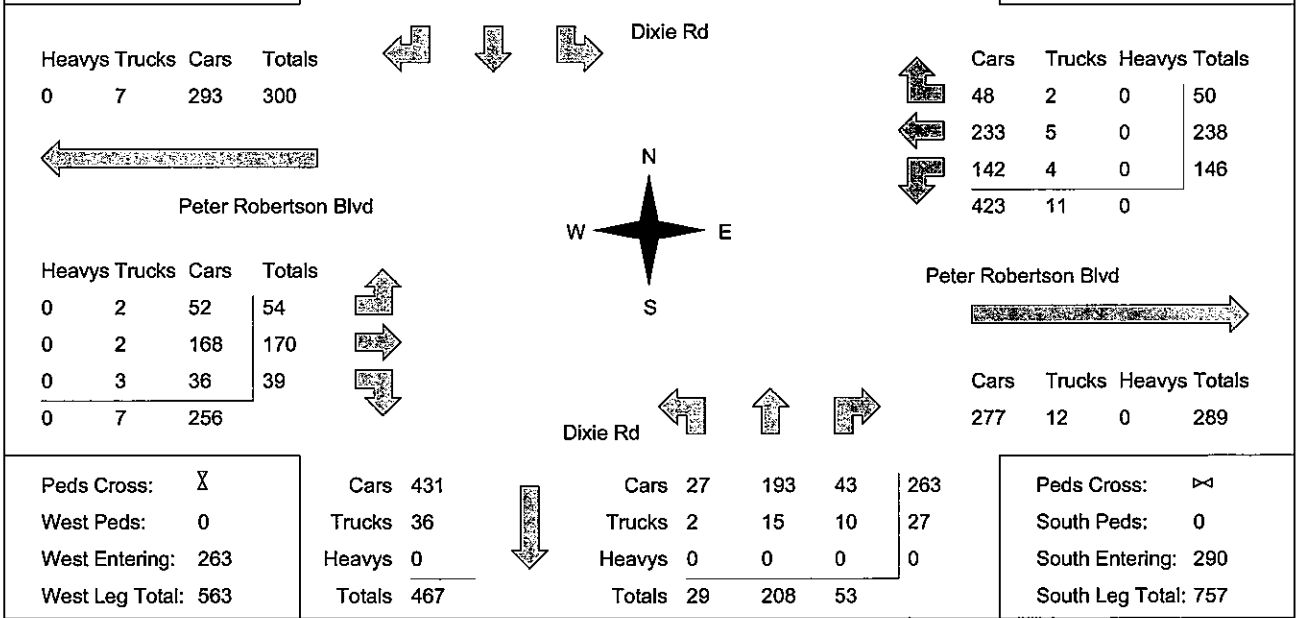 Dixie Rd
Heavys Trucks Cars Totals
0 7 293 300
Cars Trucks Heavys Totals
48 2 0 50
233 5 0 238
142 4 0 146
423 11 0
Peter Robertson Blvd
N
W E
S
Heavys Trucks Cars Totals
0 2 52 54
0 2 168 170
0 3 36 39
0 7 256
Peter Robertson Blvd
Cars Trucks Heavys Totals
277 12 0 289
Dixie Rd
Peds Cross:
West Peds: 0
West Entering: 263
West Leg Total: 563
Cars 431
Trucks 36
Heavys 0
Totals 467
Cars 27 193 43 263
Trucks 2 15 10 27
Heavys 0 0 0 0
Totals 29 208 53
Peds Cross:
South Peds: 0
South Entering: 290
South Leg Total: 757